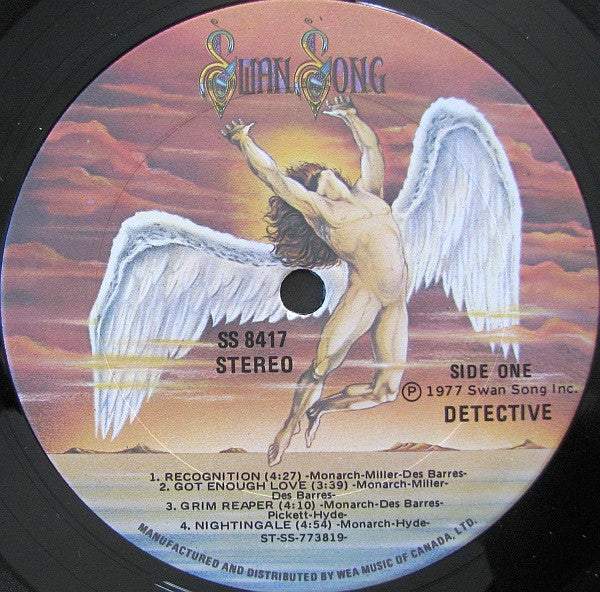 Swan Song
SS 8417
STEREO
SIDE ONE
Ⓟ 1977 Swan Song Inc.
DETECTIVE
1. RECOGNITION (4:27) -Monarch-Miller-Des Barres-
2. GOT ENOUGH LOVE (3:39) -Monarch-Miller-
Des Barres-
3. GRIM REAPER (4:10) -Monarch-Des Barres-
Pickett-Hyde-
4. NIGHTINGALE (4:54) -Monarch-Hyde-
ST-SS-773819-
MANUFACTURED AND DISTRIBUTED BY WEA MUSIC OF CANADA, LTD.